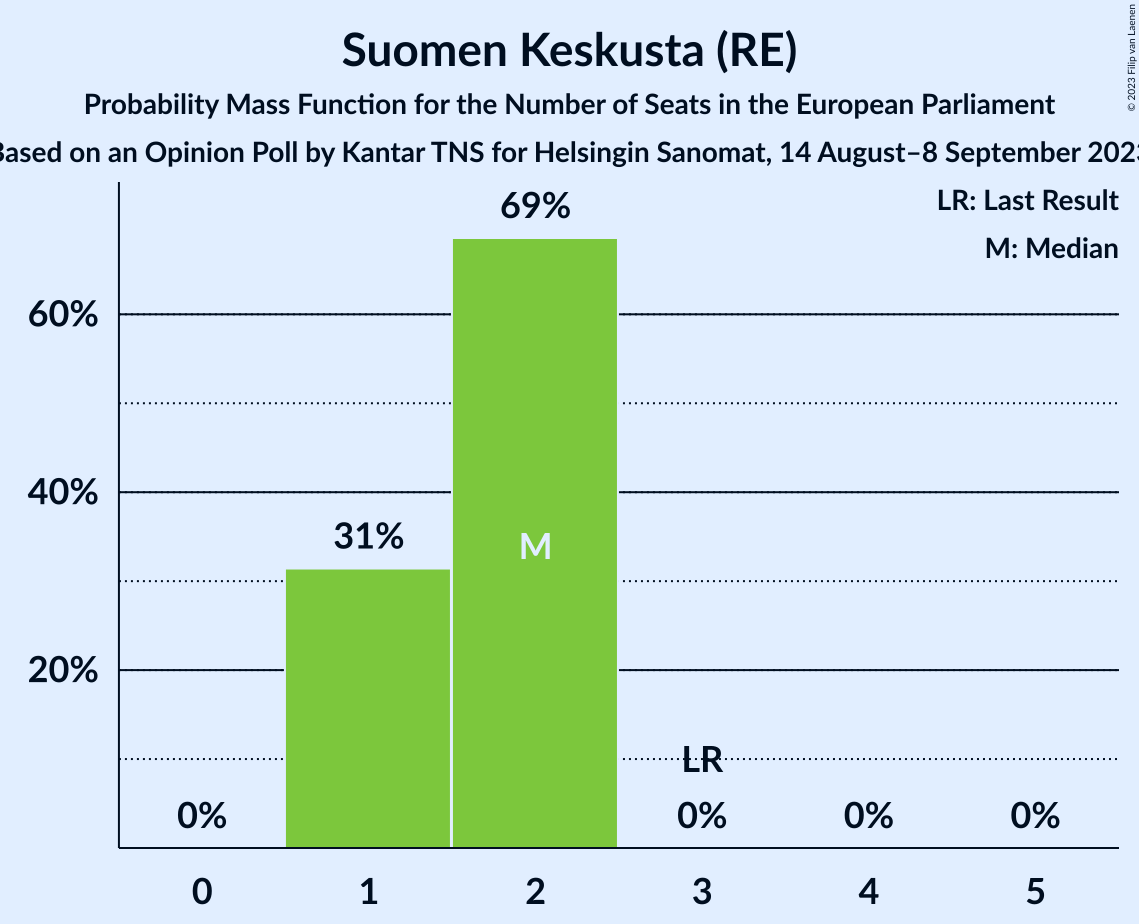 Suomen Keskusta (RE)
Probability Mass Function for the Number of Seats in the European Parliament
Based on an Opinion Poll by Kantar TNS for Helsingin Sanomat, 14 August–8 September 2023
© 2023 Filip van Laenen
LR: Last Result
M: Median
69%
60%
40%
31%
M
20%
LR
0%
0%
0%
0%
0
1
2
3
4
5